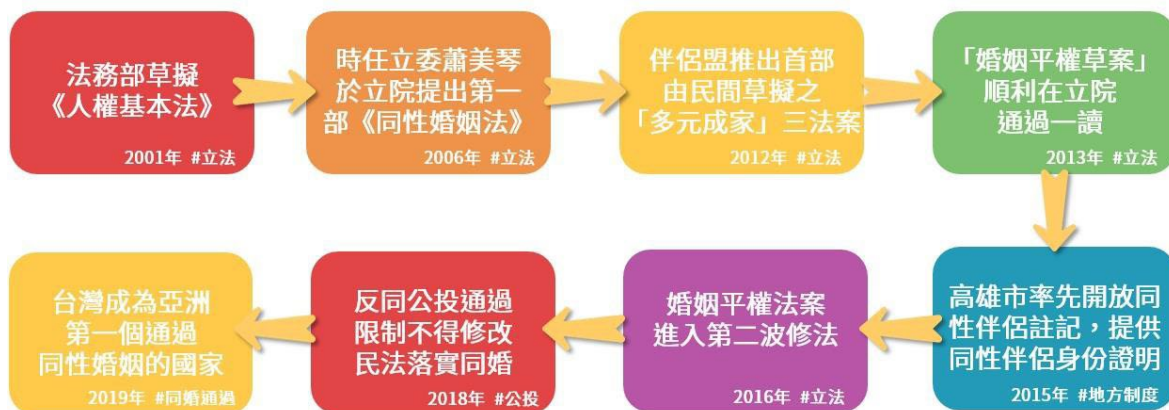 法務部草擬
《人權基本法》
2001年 #立法
時任立委蕭美琴
於立院提出第一
部《同性婚姻法》
2006年 #立法
伴侶盟推出首部
由民間草擬之
「多元成家」三法案
2012年 #立法
「婚姻平權草案」
順利在立院
通過一讀
2013年 #立法
高雄市率先開放同
性伴侶註記，提供
同性伴侶身份證明
2015年 #地方制度
婚姻平權法案
進入第二波修法
2016年 #立法
反同公投通過
限制不得修改
民法落實同婚
2018年 #公投
台灣成為亞洲
第一個通過
同性婚姻的國家
2019年 #同婚通過